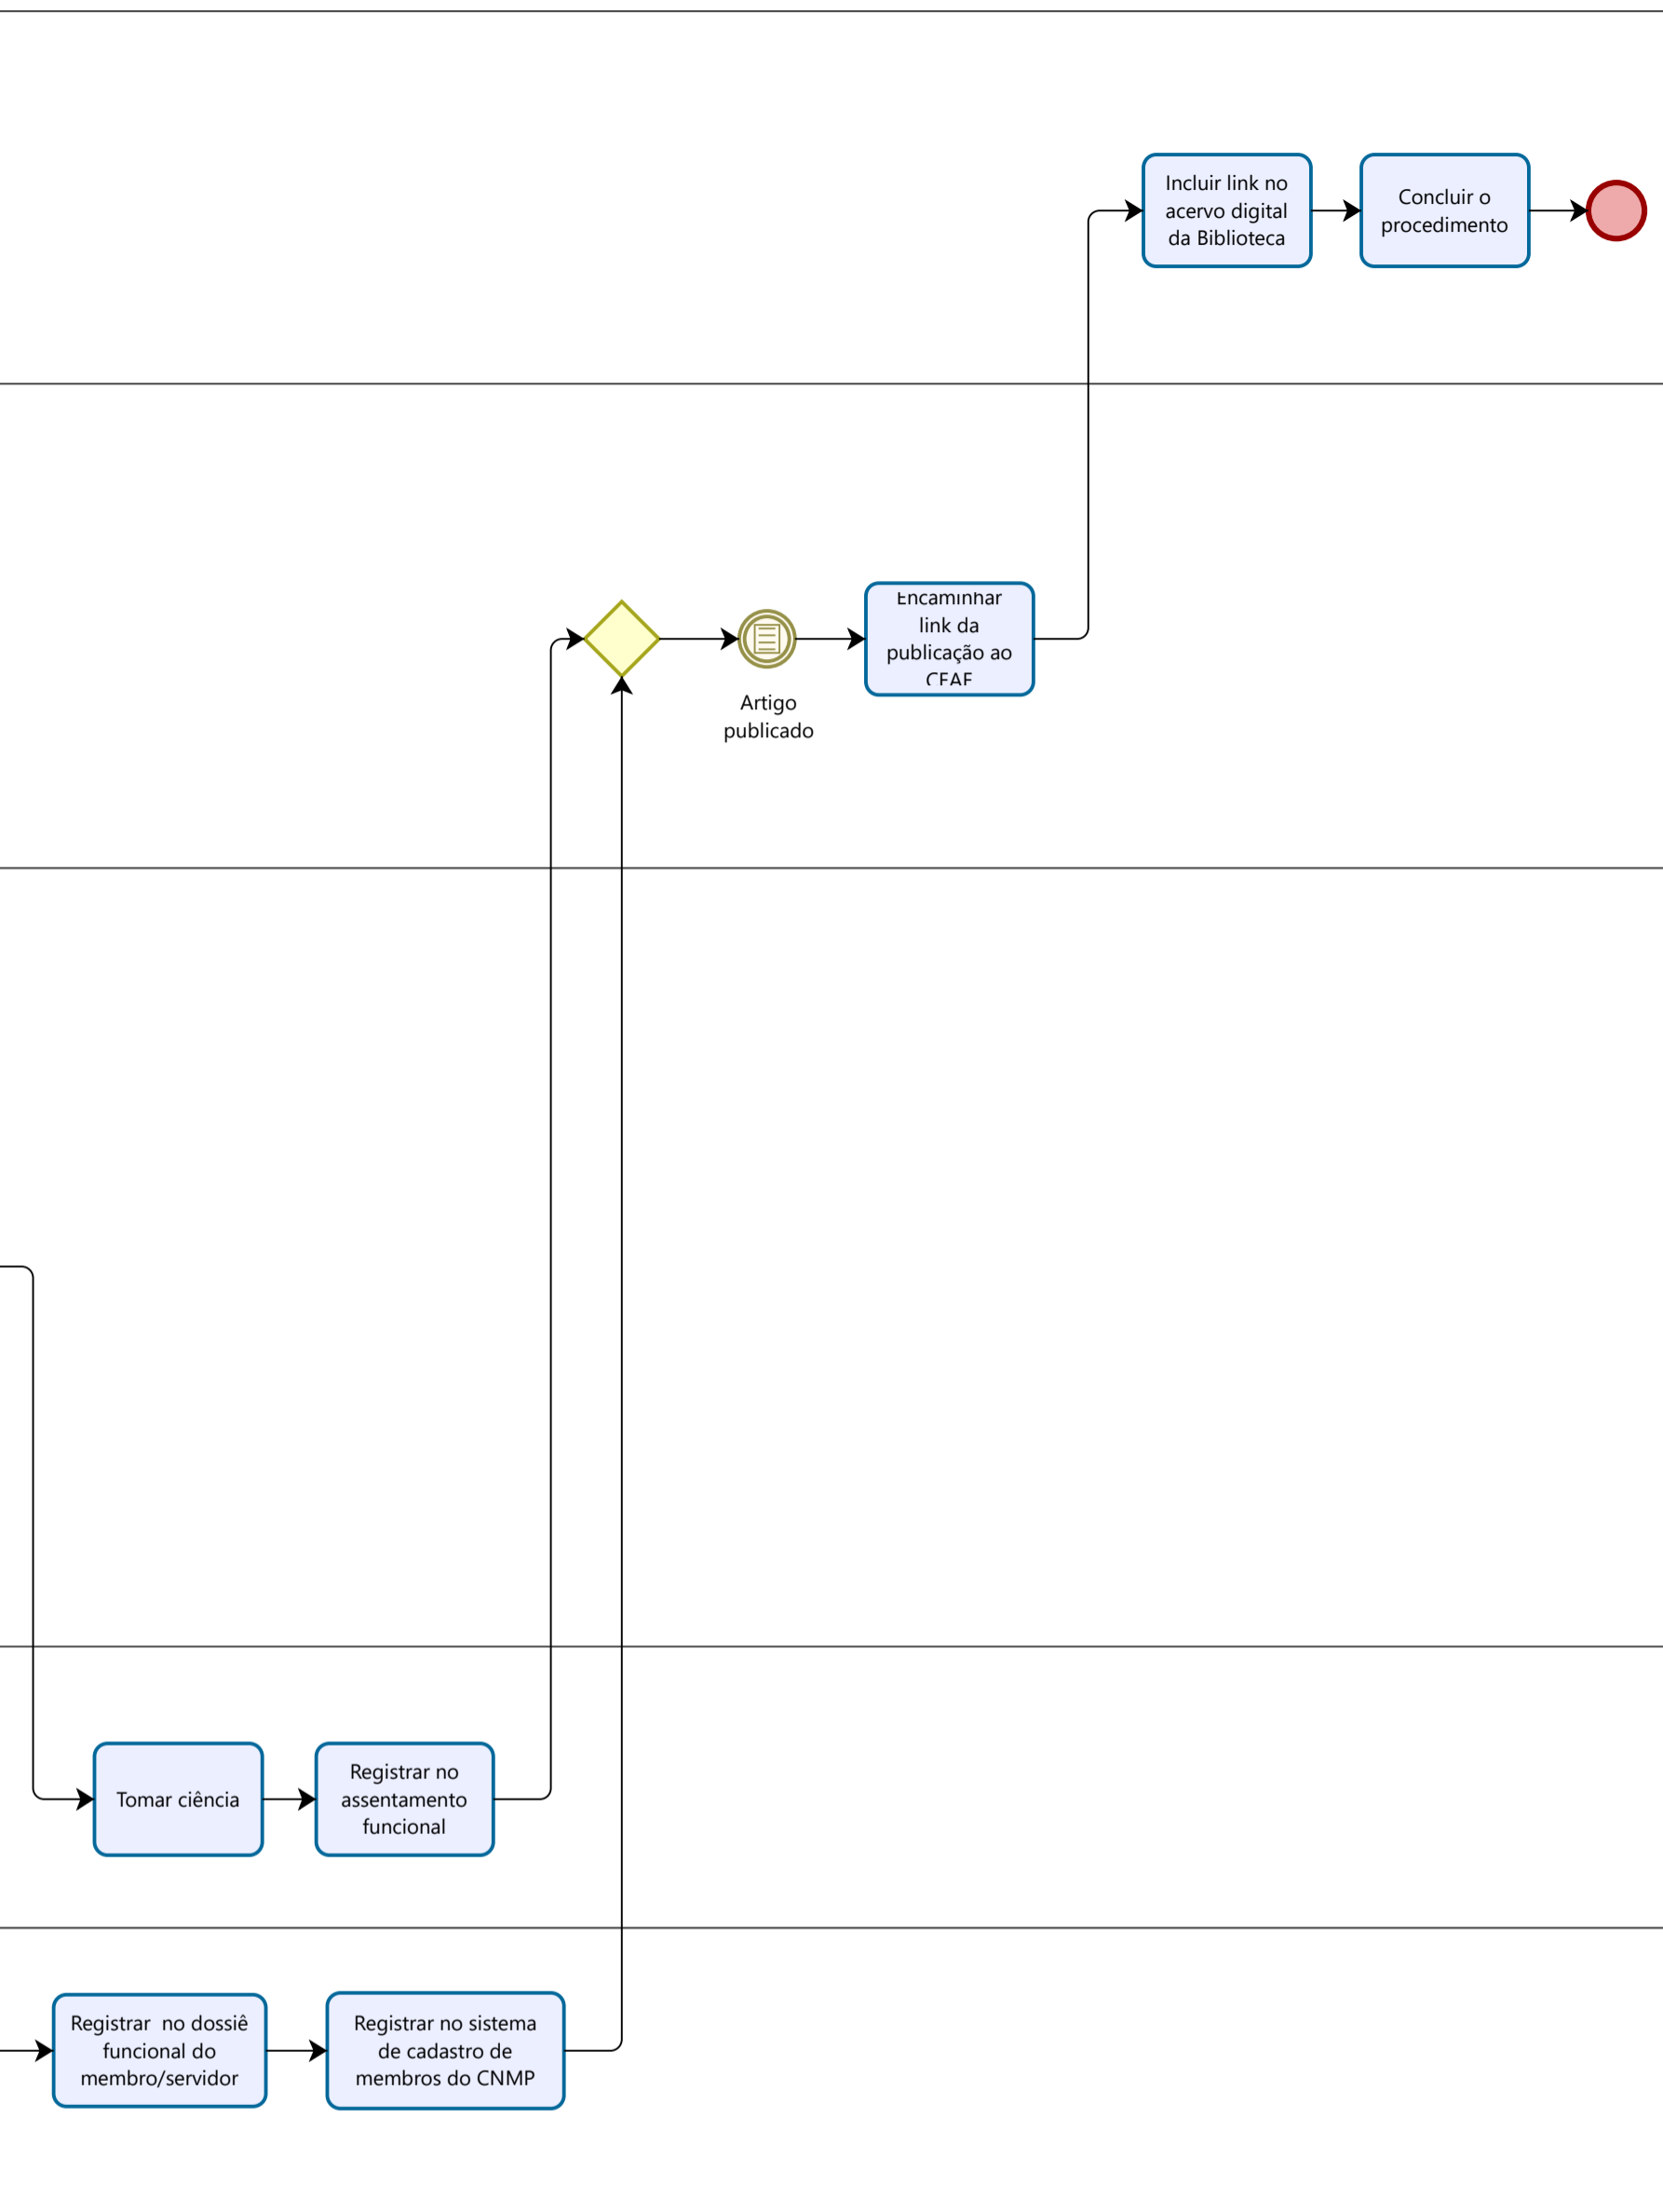 Incluir link no
acervo digital
da Biblioteca
Concluir o
procedimento
Encaminhar
link da
publicação ao
CEAF
Artigo
publicado
Tomar ciência
Registrar no
assentamento
funcional
Registrar  no dossiê
funcional do
membro/servidor
Registrar no sistema
de cadastro de
membros do CNMP